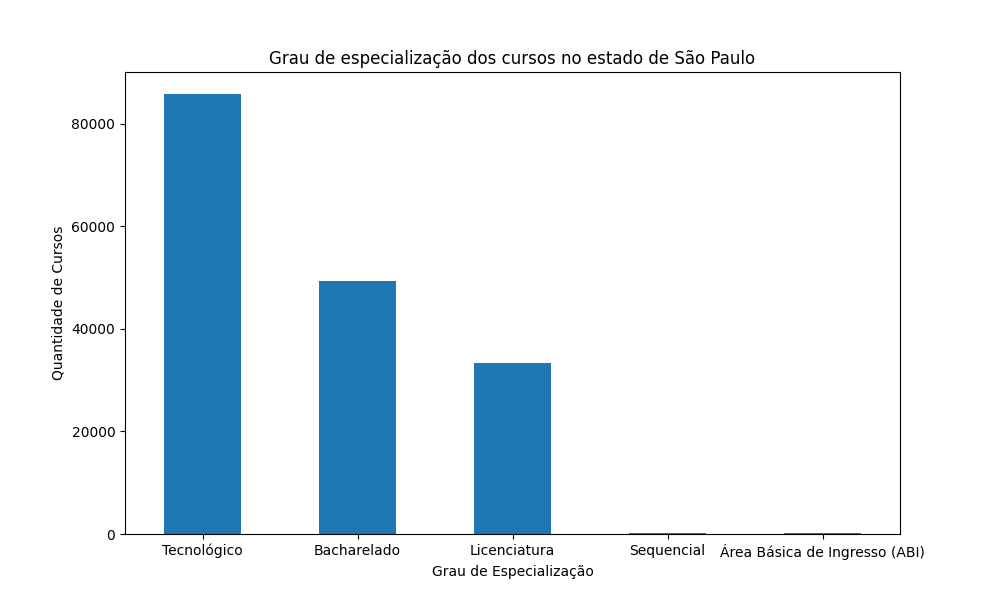 Grau de especialização dos cursos no estado de São Paulo
80000
60000
40000
20000
0
Quantidade de Cursos
Tecnológico
Bacharelado
Licenciatura
Sequencial
Área Básica de Ingresso (ABI)
Grau de Especialização